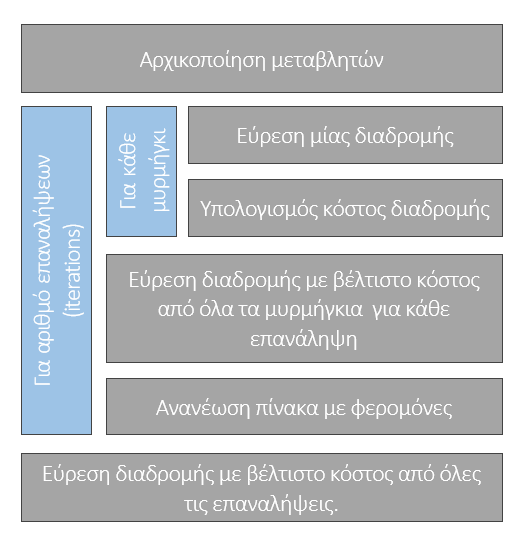 Αρχικοποίηση μεταβλητών
Για αριθμό επαναλήψεων
(iterations)
Για κάθε
μυρμήγκι
Εύρεση μίας διαδρομής
Υπολογισμός κόστος διαδρομής
Εύρεση διαδρομής με βέλτιστο κόστος
από όλα τα μυρμήγκια για κάθε
επανάληψη
Ανανέωση πίνακα με φερομόνες
Εύρεση διαδρομής με βέλτιστο κόστος από όλες
τις επαναλήψεις.